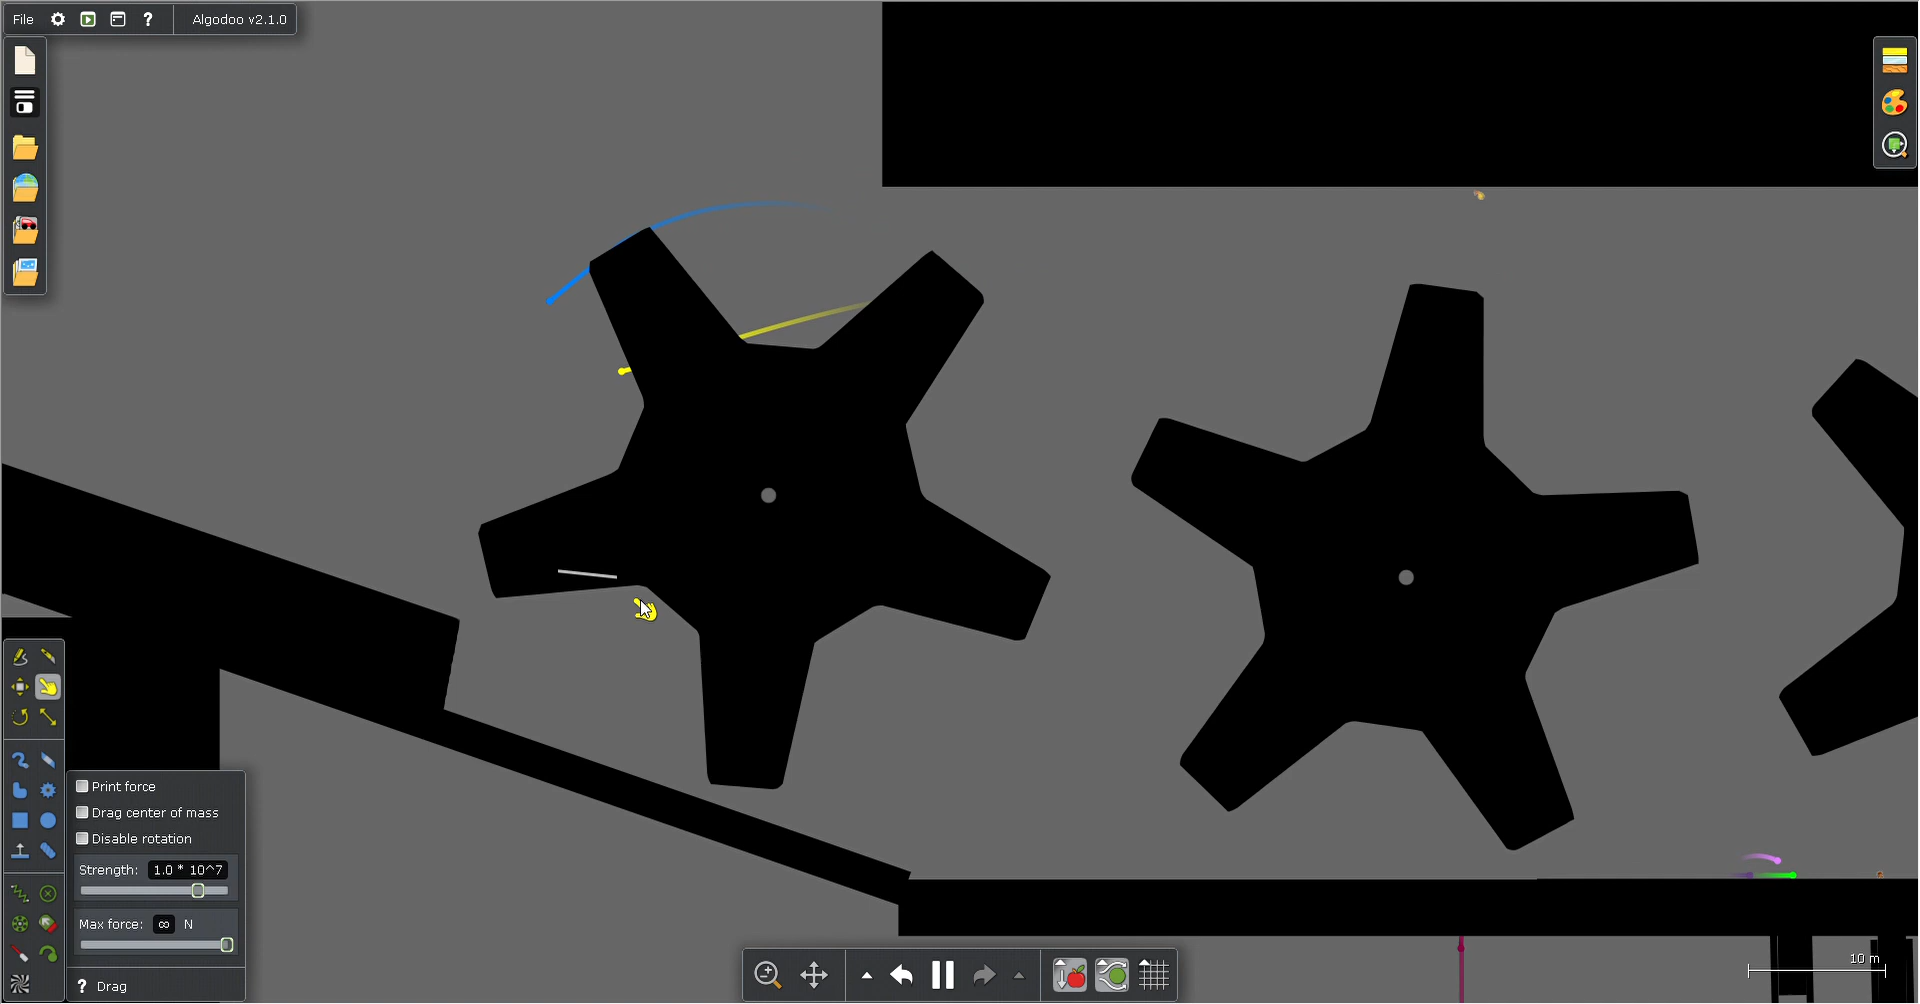 File ? Algodoo v2.1.0
Print force
Drag center of mass
Disable rotation
Strength: 1.0 * 10^7
Max force: ∞ N
? Drag
10 m